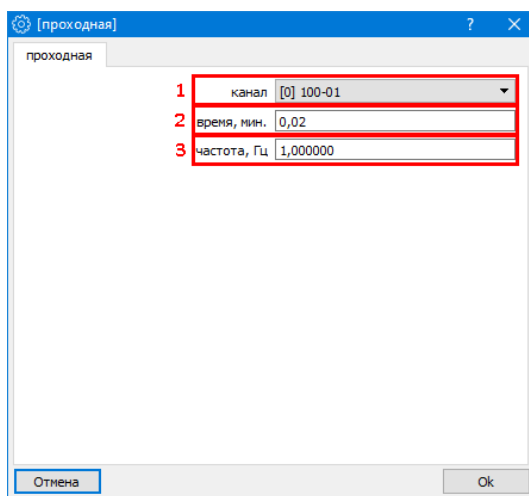 [проходная]
?
проходная
1 канал [0] 100-01
2 время, мин. 0,02
3 частота, Гц 1,000000
Отмена Ok